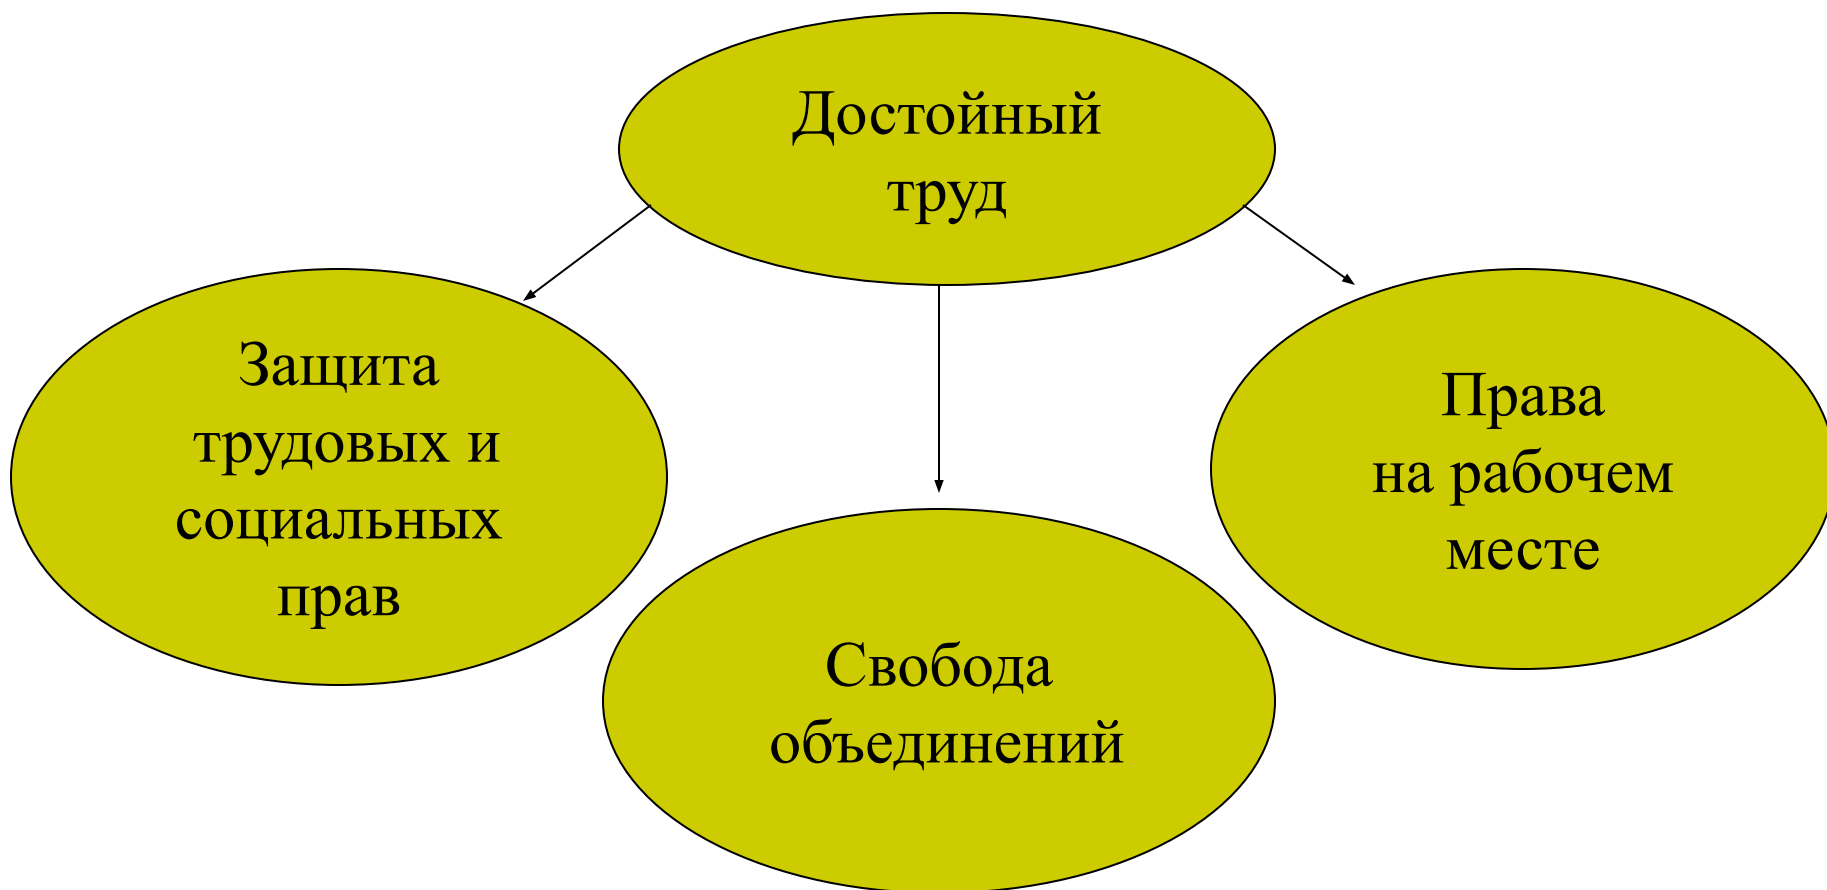 Достойный
труд
Защита
трудовых и
социальных
прав
Свобода
объединений
Права
на рабочем
месте